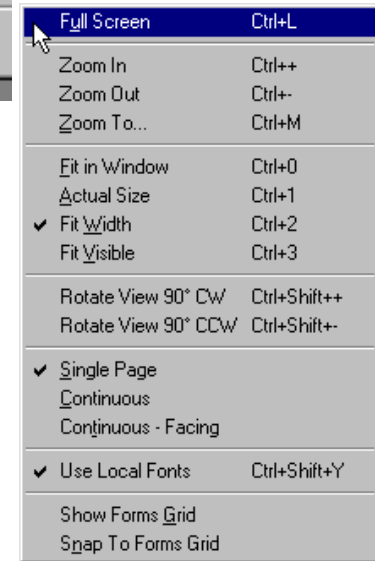 Full Screen Ctrl+L
Zoom In Ctrl++
Zoom Out Ctrl+-
Zoom To... Ctrl+M
Fit in Window Ctrl+0
Actual Size Ctrl+1
Fit Width Ctrl+2
Fit Visible Ctrl+3
Rotate View 90° CW Ctrl+Shift++
Rotate View 90° CCW Ctrl+Shift+-
Single Page
Continuous
Continuous - Facing
Use Local Fonts Ctrl+Shift+Y
Show Forms Grid
Snap To Forms Grid